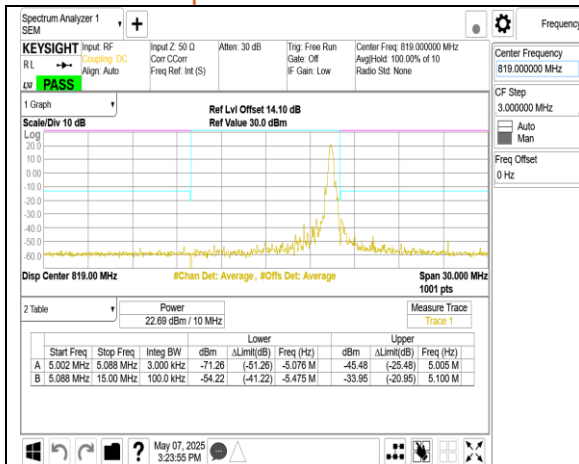 Spectrum Analyzer 1
SEM
Frequency
KEYSIGHT
RL
Input: RF
Coupling: DC
Align: Auto
Input Z: 50 Ω
Corr CCorr
Freq Ref: Int (S)
Atten: 30 dB
Trig: Free Run
Gate: Off
IF Gain: Low
Center Freq: 819.000000 MHz
Avg|Hold: 100.00% of 10
Radio Std: None
LXI PASS
Center Frequency
819.000000 MHz
CF Step
3.000000 MHz
Auto
Man
Freq Offset
0 Hz
1 Graph
Scale/Div 10 dB
Ref Lvl Offset 14.10 dB
Ref Value 30.0 dBm
Log
20.0
10.0
0.00
-10.0
-20.0
-30.0
-40.0
-50.0
-60.0
Disp Center 819.00 MHz
#Chan Det: Average , #Offs Det: Average
Span 30.000 MHz
1001 pts
2 Table
Power
22.69 dBm / 10 MHz
Measure Trace
Trace 1
Lower Upper
Start Freq Stop Freq Integ BW dBm ΔLimit(dB) Freq (Hz) dBm ΔLimit(dB) Freq (Hz)
A 5.002 MHz 5.088 MHz 3.000 kHz -71.26 (-51.26) -5.076 M -45.48 (-25.48) 5.005 M
B 5.088 MHz 15.00 MHz 100.0 kHz -54.22 (-41.22) -5.475 M -33.95 (-20.95) 5.100 M
May 07, 2025
3:23:55 PM